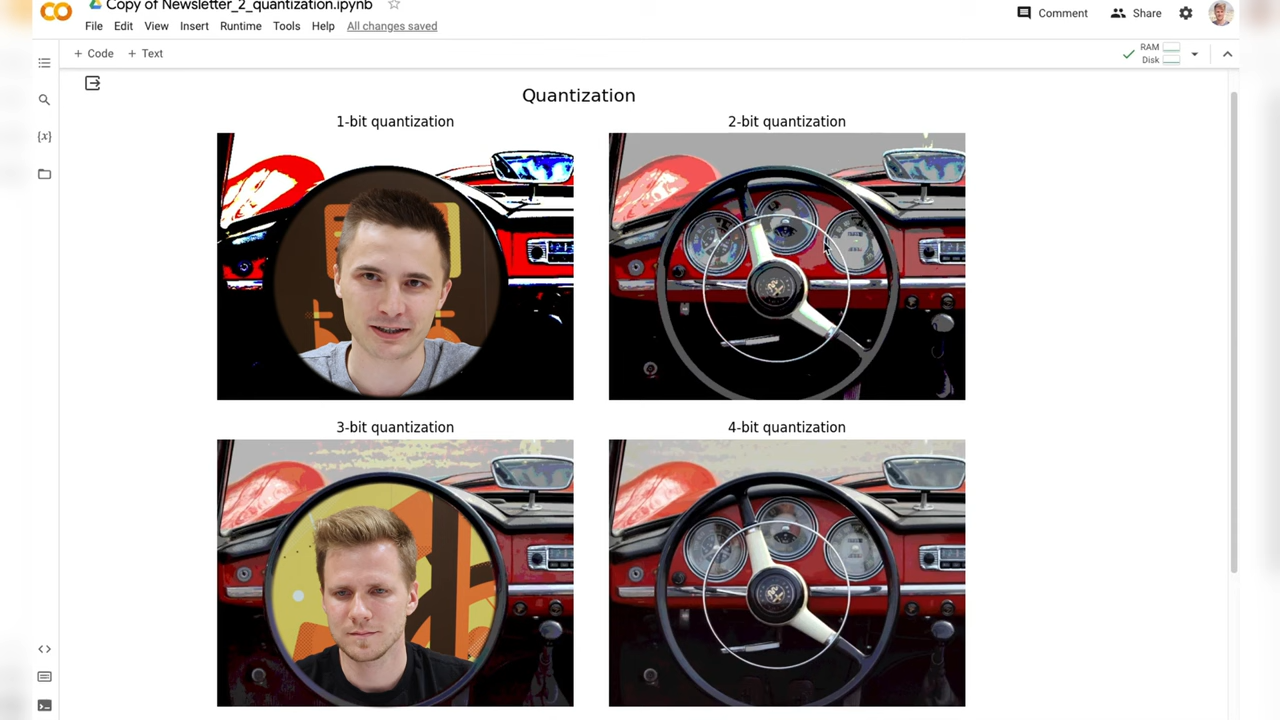 Copy of Newsletter_2_quantization.ipynb
Comment
Share
File Edit View Insert Runtime Tools Help All changes saved
+ Code + Text
RAM
Disk
{x}
Quantization
1-bit quantization
2-bit quantization
3-bit quantization
4-bit quantization